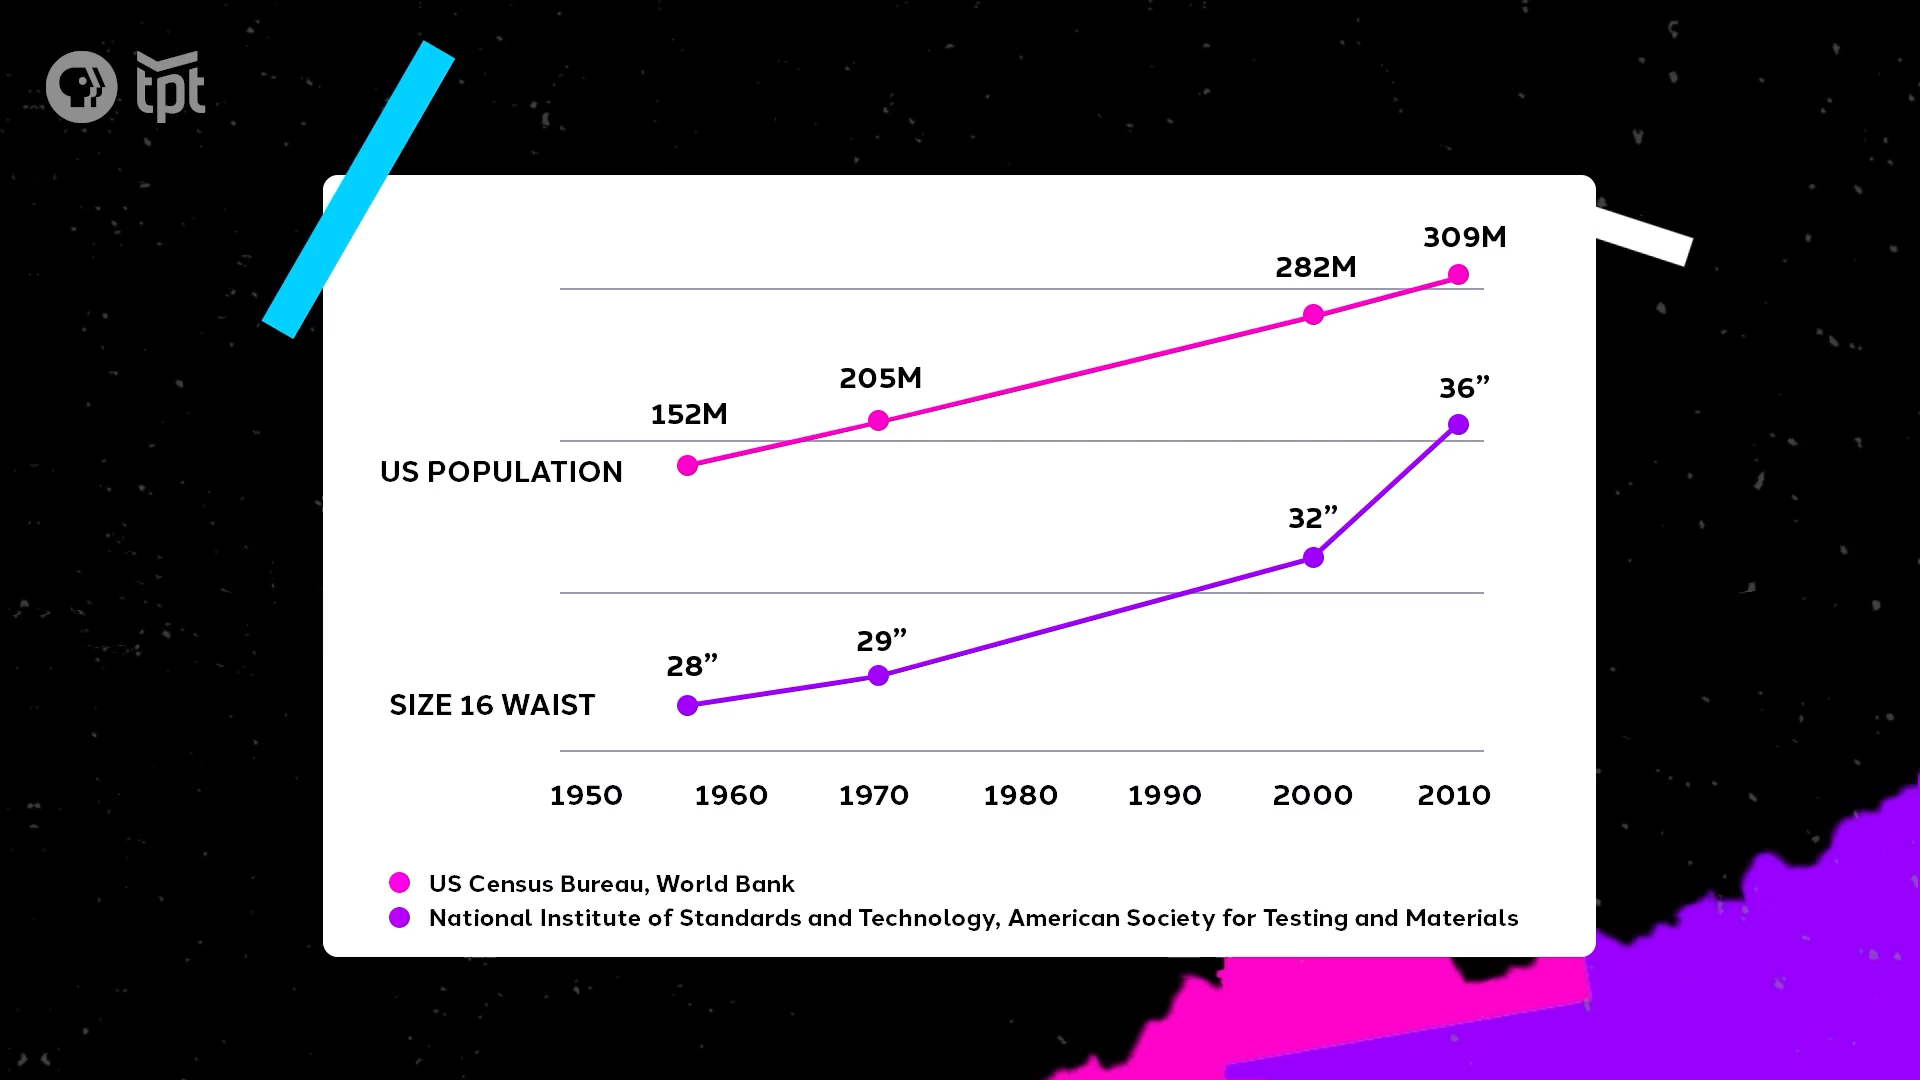 tpt
309M
282M
205M
152M
36”
US POPULATION
32”
29”
28”
SIZE 16 WAIST
1950 1960 1970 1980 1990 2000 2010
US Census Bureau, World Bank
National Institute of Standards and Technology, American Society for Testing and Materials